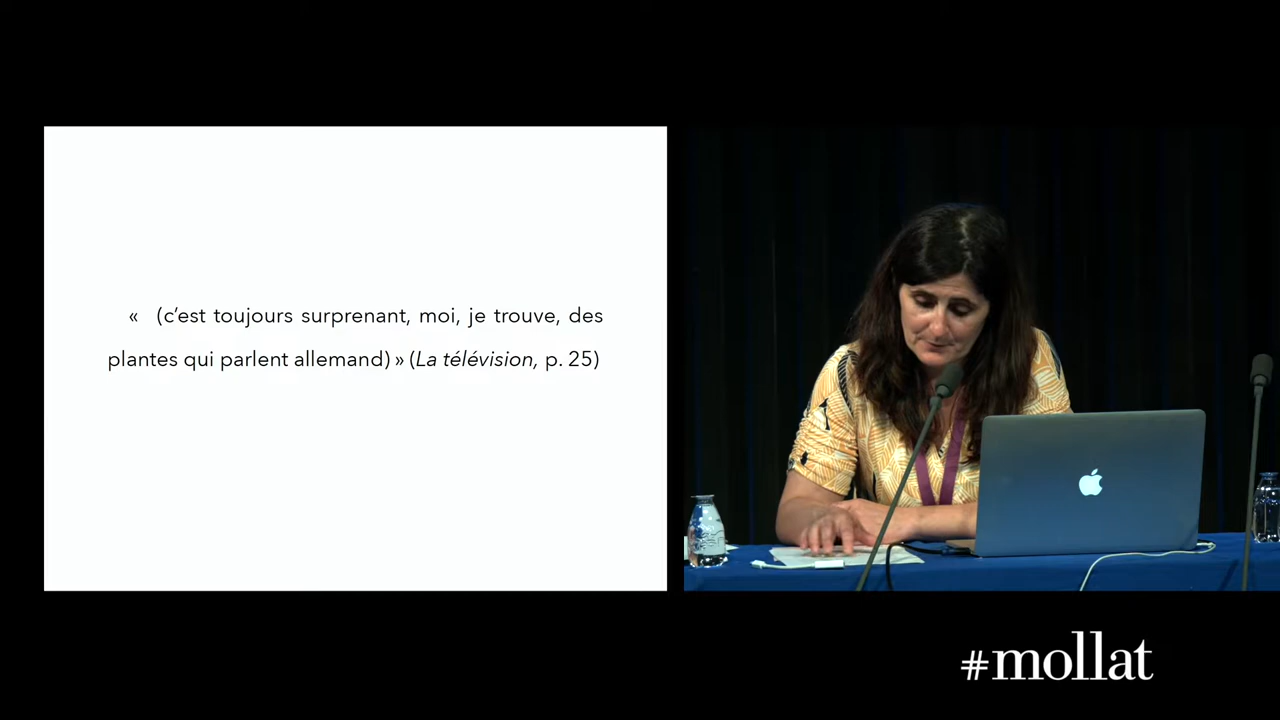 «  (c’est toujours surprenant, moi, je trouve, des
plantes qui parlent allemand) » (La télévision, p. 25)
#mollat